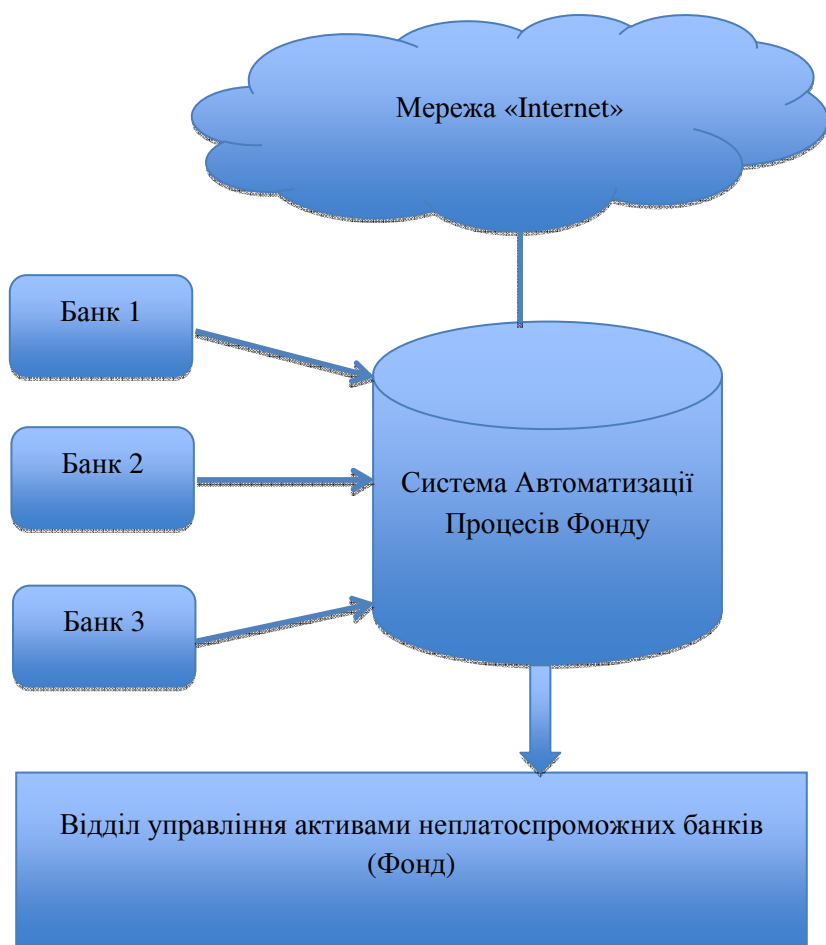 Мережа «Internet»
Банк 1
Банк 2
Банк 3
Система Автоматизації
Процесів Фонду
Відділ управління активами неплатоспроможних банків
(Фонд)